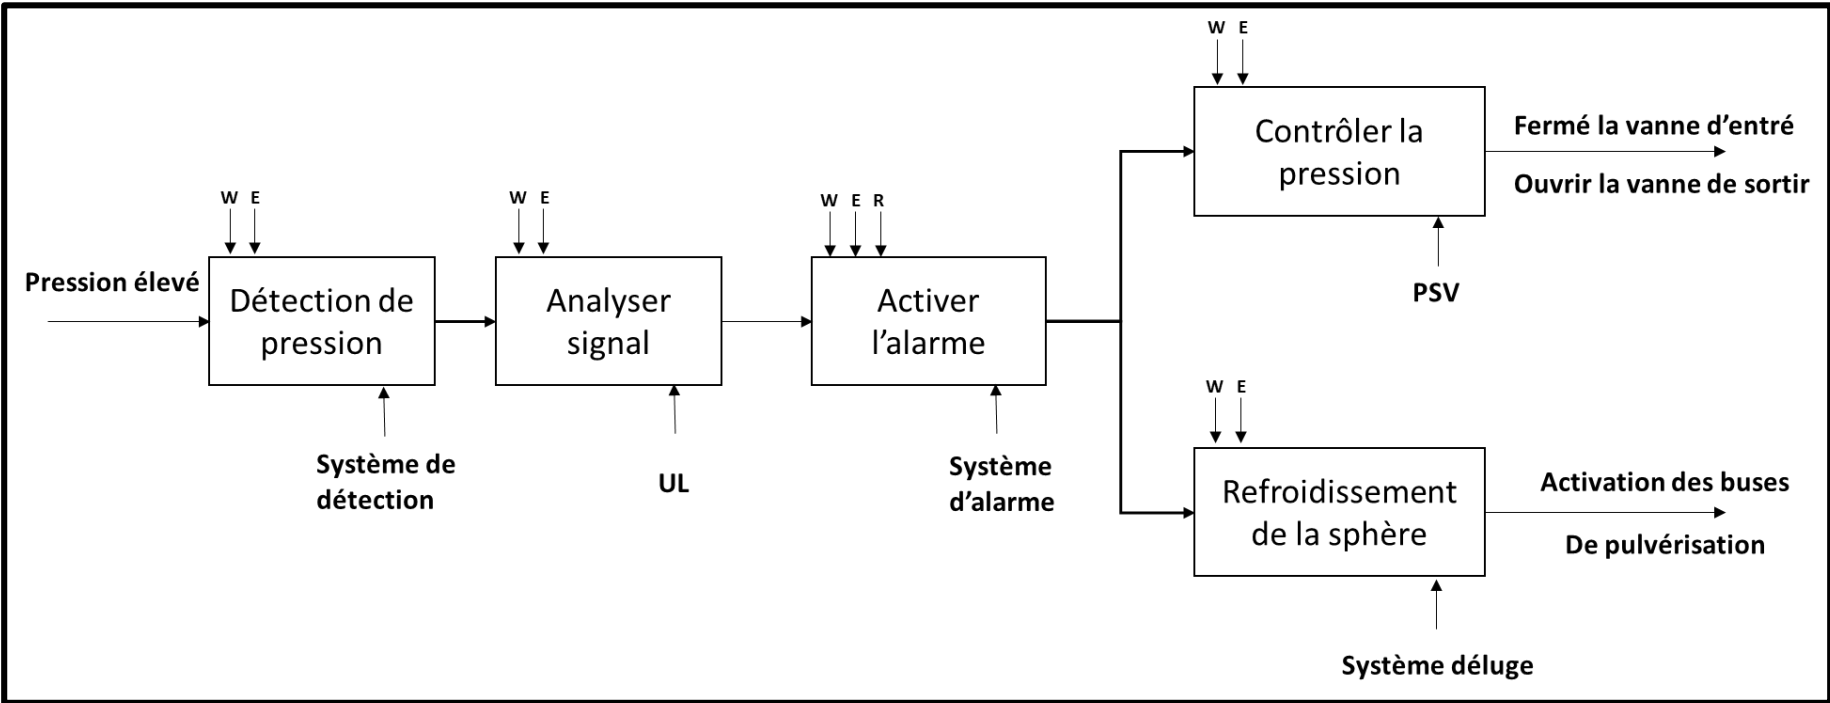 W E
Contrôler la
pression
Fermé la vanne d'entré
Ouvrir la vanne de sortir
PSV
Pression élevé
W E
Détection de
pression
Système de
détection
W E
Analyser
signal
UL
W E R
Activer
l'alarme
Système
d'alarme
W E
Refroidissement
de la sphère
Activation des buses
De pulvérisation
Système déluge